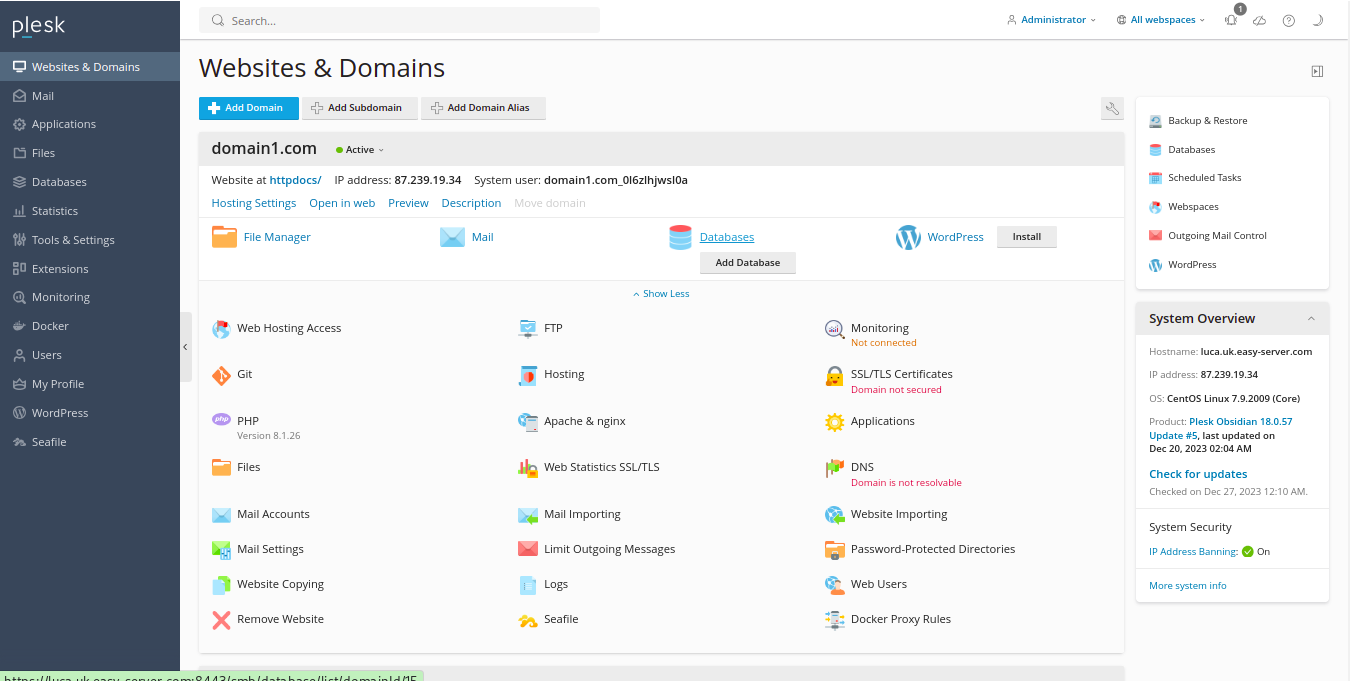 plesk
Search...
Administrator
All webspaces
1
Websites & Domains
Mail
Applications
Files
Databases
Statistics
Tools & Settings
Extensions
Monitoring
Docker
Users
My Profile
WordPress
Seafile
Websites & Domains
Add Domain
Add Subdomain
Add Domain Alias
domain1.com
Active
Website at httpdocs/ IP address: 87.239.19.34 System user: domain1.com_0l6zlhjwsl0a
Hosting Settings Open in web Preview Description Move domain
File Manager
Mail
Databases
Add Database
WordPress
Install
Show Less
Web Hosting Access
FTP
Monitoring
Not connected
Git
Hosting
SSL/TLS Certificates
Domain not secured
php
PHP
Version 8.1.26
Apache & nginx
Applications
Files
Web Statistics SSL/TLS
DNS
Domain is not resolvable
Mail Accounts
Mail Importing
Website Importing
Mail Settings
Limit Outgoing Messages
Password-Protected Directories
Website Copying
Logs
Web Users
Remove Website
Seafile
Docker Proxy Rules
Backup & Restore
Databases
Scheduled Tasks
Webspaces
Outgoing Mail Control
WordPress
System Overview
Hostname: luca.uk.easy-server.com
IP address: 87.239.19.34
OS: CentOS Linux 7.9.2009 (Core)
Product: Plesk Obsidian 18.0.57
Update #5, last updated on
Dec 20, 2023 02:04 AM
Check for updates
Checked on Dec 27, 2023 12:10 AM.
System Security
IP Address Banning: On
More system info
https://luca.uk.easy-server.com:8443/smb/database/list/domainId/15